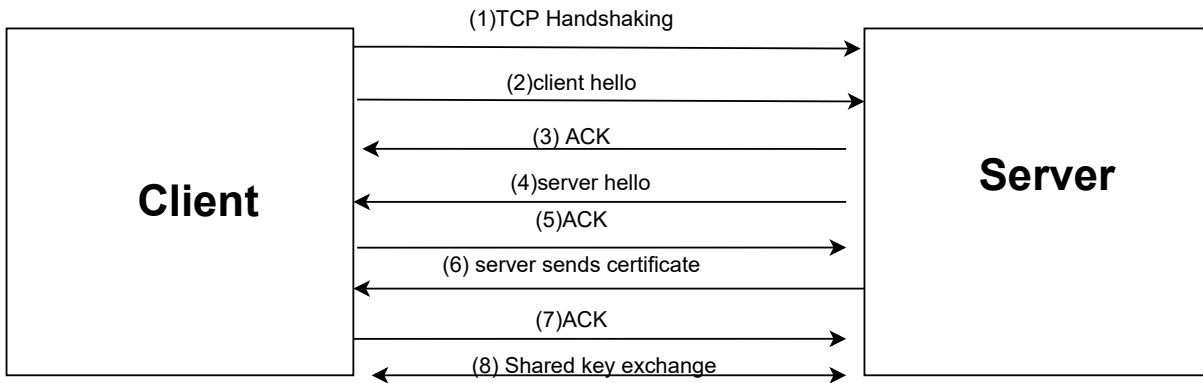 (1)TCP Handshaking
(2)client hello
(3) ACK
(4)server hello
Client
Server
(5)ACK
(6) server sends certificate
(7)ACK
(8) Shared key exchange